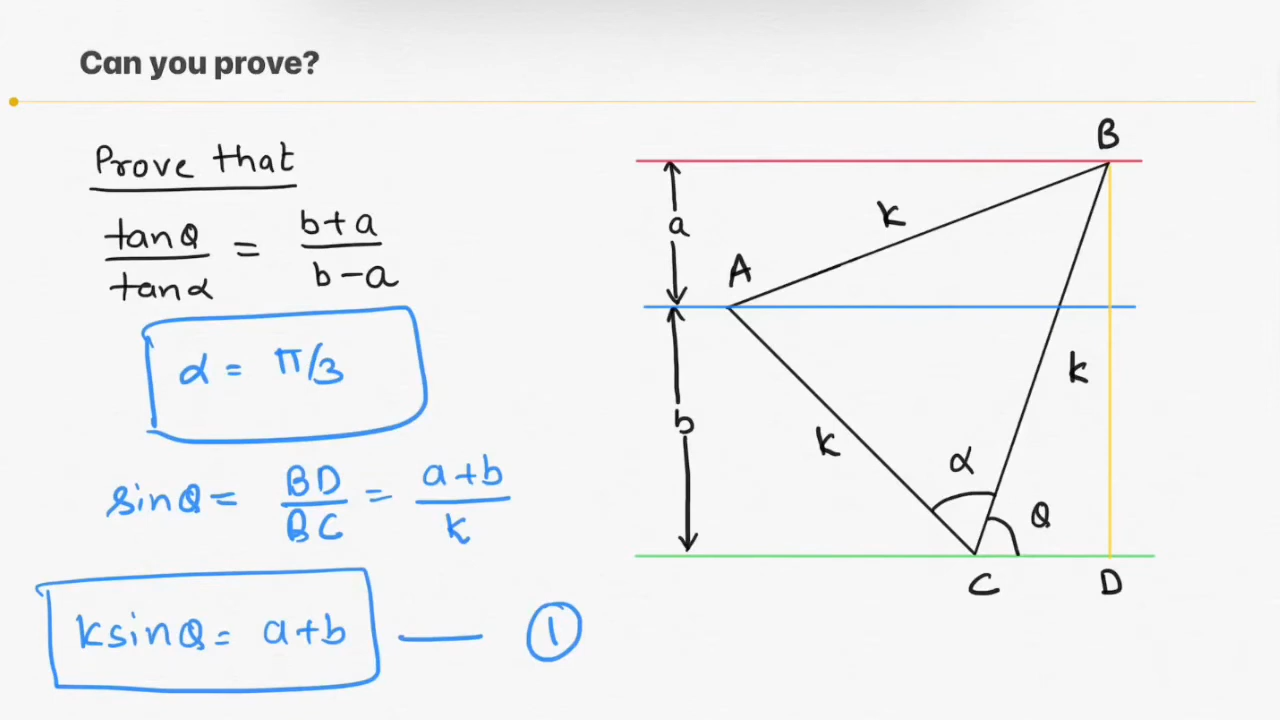 Can you prove?
Prove that
tanθ / tanα = b+a / b-a
α = π/3
sinθ = BD / BC = a+b / k
ksinθ = a+b —— ①
B
a
k
A
b
k
k
α
θ
C
D